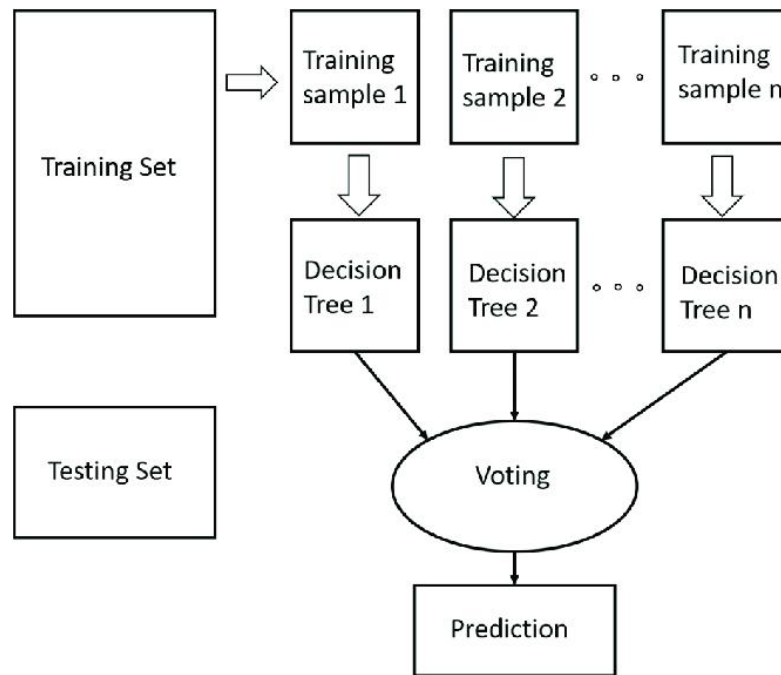 Training Set
Training
sample 1
Training
sample 2
Training
sample n
Decision
Tree 1
Decision
Tree 2
Decision
Tree n
Testing Set
Voting
Prediction